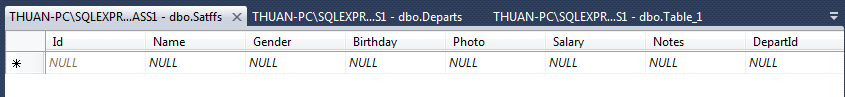 THUAN-PC\SQLEXPR...ASS1 - dbo.Satffs THUAN-PC\SQLEXPR...S1 - dbo.Departs THUAN-PC\SQLEXPR...S1 - dbo.Table_1
Id Name Gender Birthday Photo Salary Notes DepartId
NULL NULL NULL NULL NULL NULL NULL NULL